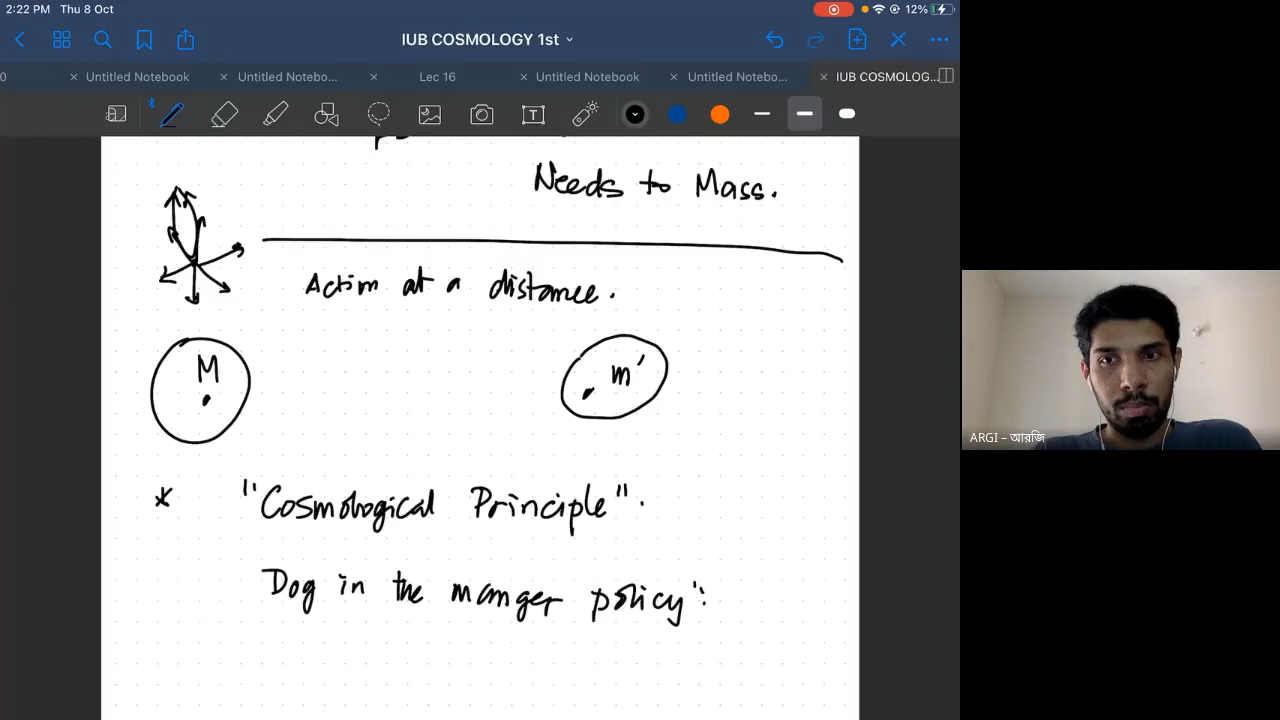 2:22 PM Thu 8 Oct
12%
IUB COSMOLOGY 1st
0
Untitled Notebook
Untitled Notebo...
Lec 16
Untitled Notebook
Untitled Notebo...
IUB COSMOLOG...
T
Needs to Mass.
Action at a distance.
M
m'
* "Cosmological Principle".
Dog in the manger policy":
ARGI – আরজি